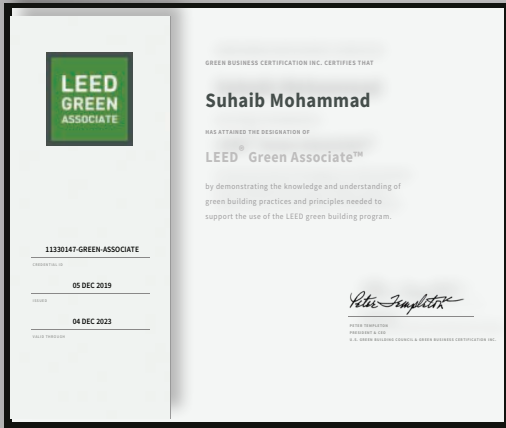 LEED
GREEN
ASSOCIATE
11330147-GREEN-ASSOCIATE
CREDENTIAL ID
05 DEC 2019
ISSUED
04 DEC 2023
VALID THROUGH
GREEN BUSINESS CERTIFICATION INC. CERTIFIES THAT
Suhaib Mohammad
HAS ATTAINED THE DESIGNATION OF
LEED® Green Associate™
by demonstrating the knowledge and understanding of
green building practices and principles needed to
support the use of the LEED green building program.
Peter Templeton
PETER TEMPLETON
PRESIDENT & CEO
U.S. GREEN BUILDING COUNCIL & GREEN BUSINESS CERTIFICATION INC.